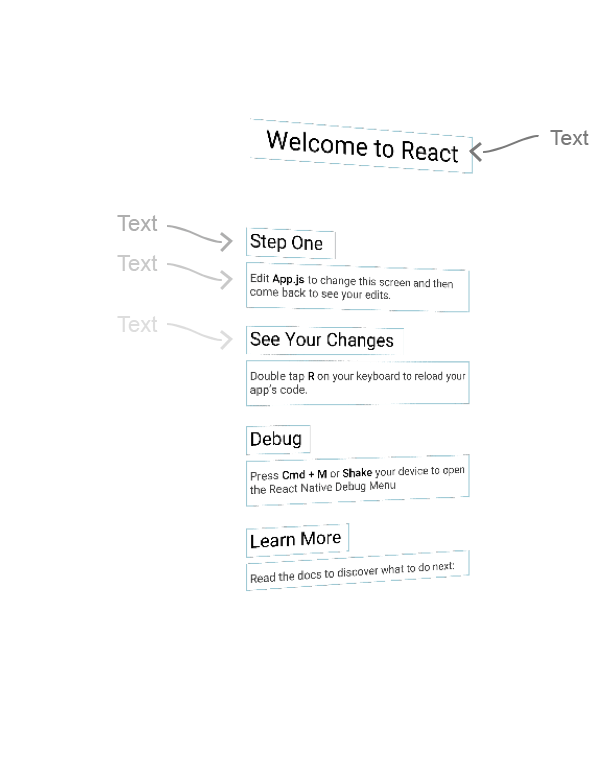 Welcome to React
Text
Text
Step One
Text
Edit App.js to change this screen and then
come back to see your edits.
Text
See Your Changes
Double tap R on your keyboard to reload your
app's code.
Debug
Press Cmd + M or Shake your device to open
the React Native Debug Menu
Learn More
Read the docs to discover what to do next: